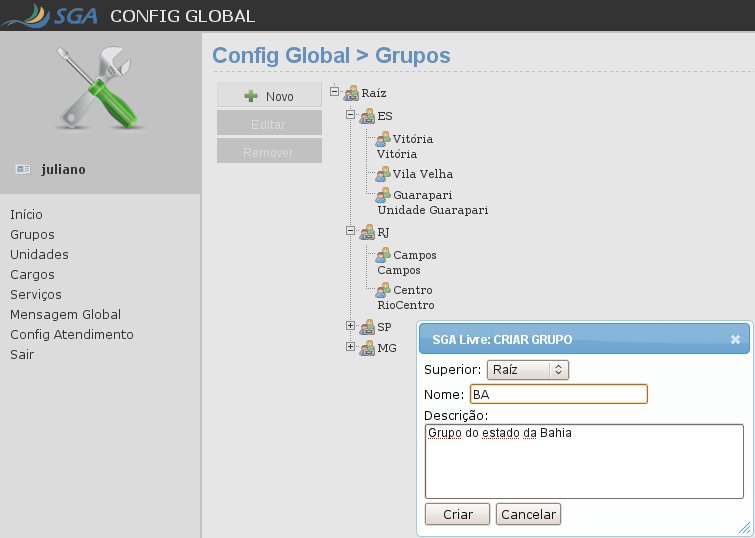 SGA CONFIG GLOBAL
juliano
Início
Grupos
Unidades
Cargos
Serviços
Mensagem Global
Config Atendimento
Sair
Config Global > Grupos
Novo
Editar
Remover
Raíz
ES
Vitória
Vitória
Vila Velha
Guarapari
Unidade Guarapari
RJ
Campos
Campos
Centro
RioCentro
SP
MG
SGA Livre: CRIAR GRUPO
Superior: Raíz
Nome: BA
Descrição:
Grupo do estado da Bahia
Criar Cancelar